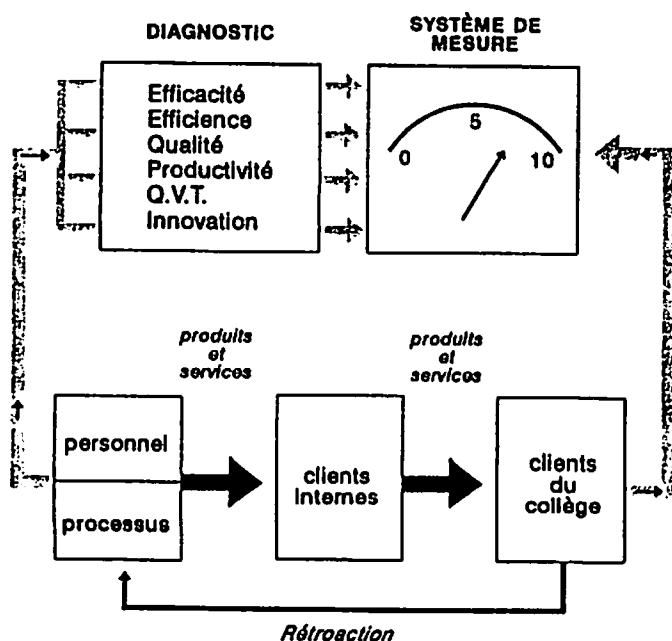 DIAGNOSTIC
SYSTÈME DE
MESURE
Efficacité
Efficience
Qualité
Productivité
Q.V.T.
Innovation
0
5
10
produits
et
services
produits
et
services
personnel
processus
clients
Internes
clients
du
collège
Rétroaction